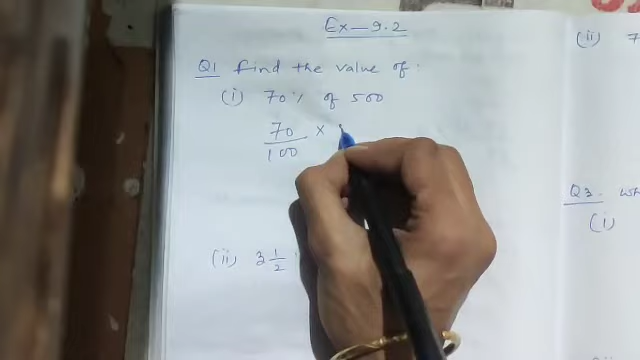 Ex-9.2
Q1 find the value of:
(i) 70% of 500
70/100 ×
(ii) 3 1/2
(ii) 7
Q3.
(i)